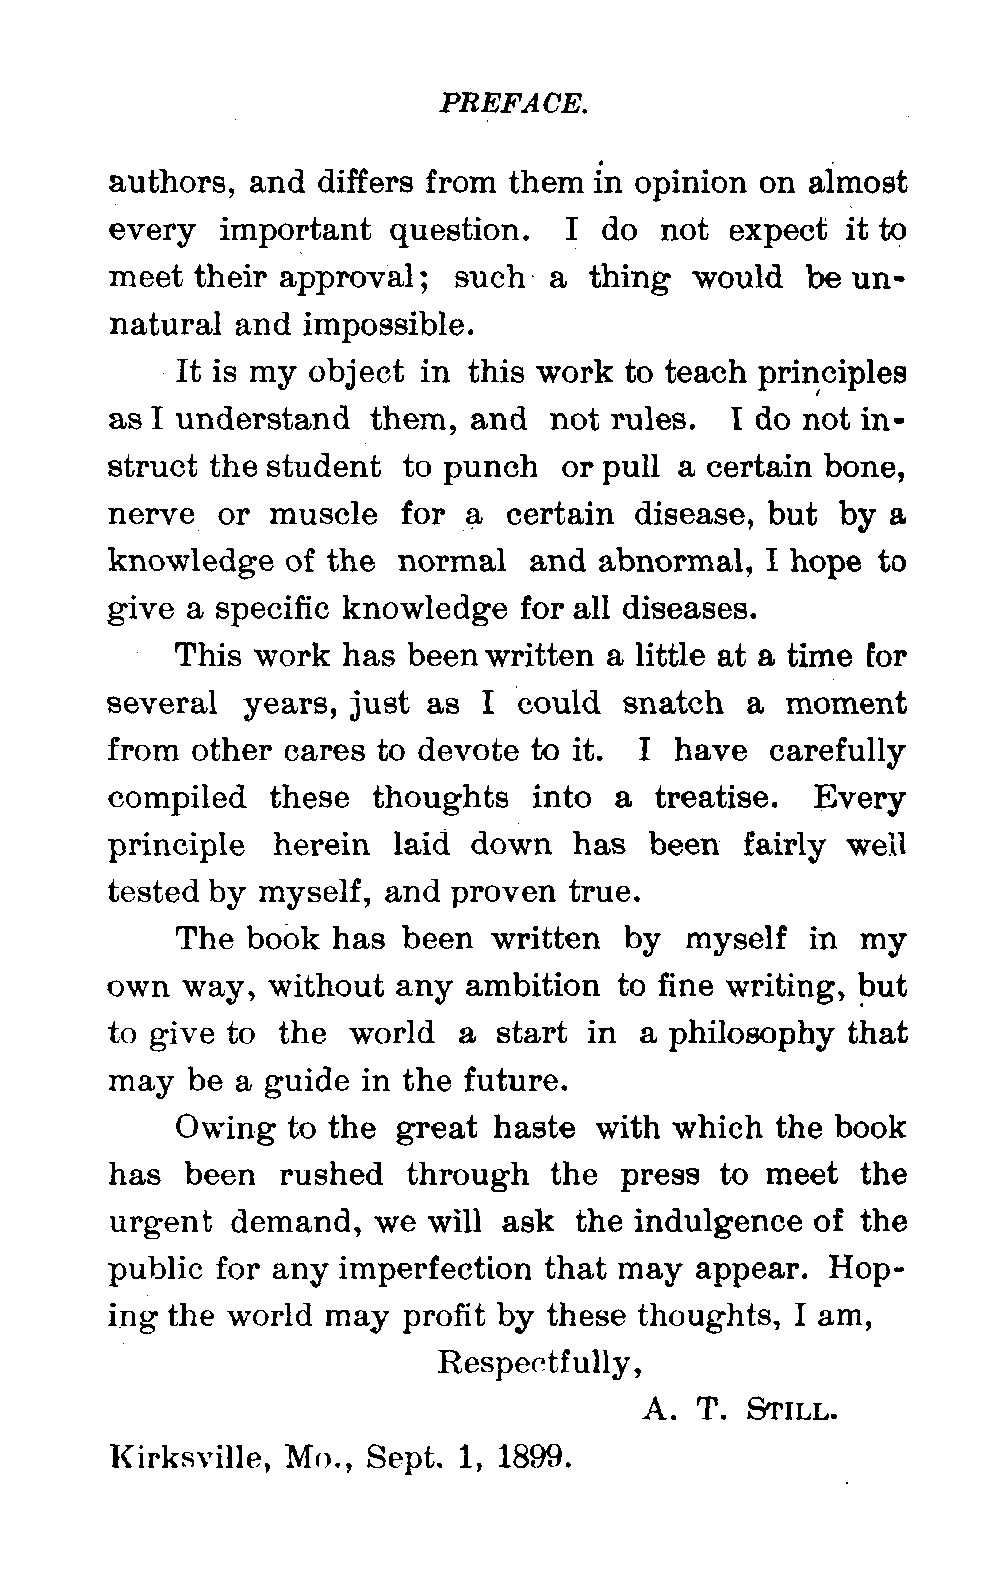 PREFACE.
authors, and differs from them in opinion on almost
every important question. I do not expect it to
meet their approval; such a thing would be un-
natural and impossible.
It is my object in this work to teach principles
as I understand them, and not rules. I do not in-
struct the student to punch or pull a certain bone,
nerve or muscle for a certain disease, but by a
knowledge of the normal and abnormal, I hope to
give a specific knowledge for all diseases.
This work has been written a little at a time for
several years, just as I could snatch a moment
from other cares to devote to it. I have carefully
compiled these thoughts into a treatise. Every
principle herein laid down has been fairly well
tested by myself, and proven true.
The book has been written by myself in my
own way, without any ambition to fine writing, but
to give to the world a start in a philosophy that
may be a guide in the future.
Owing to the great haste with which the book
has been rushed through the press to meet the
urgent demand, we will ask the indulgence of the
public for any imperfection that may appear. Hop-
ing the world may profit by these thoughts, I am,
Respectfully,
A. T. STILL.
Kirksville, Mo., Sept. 1, 1899.